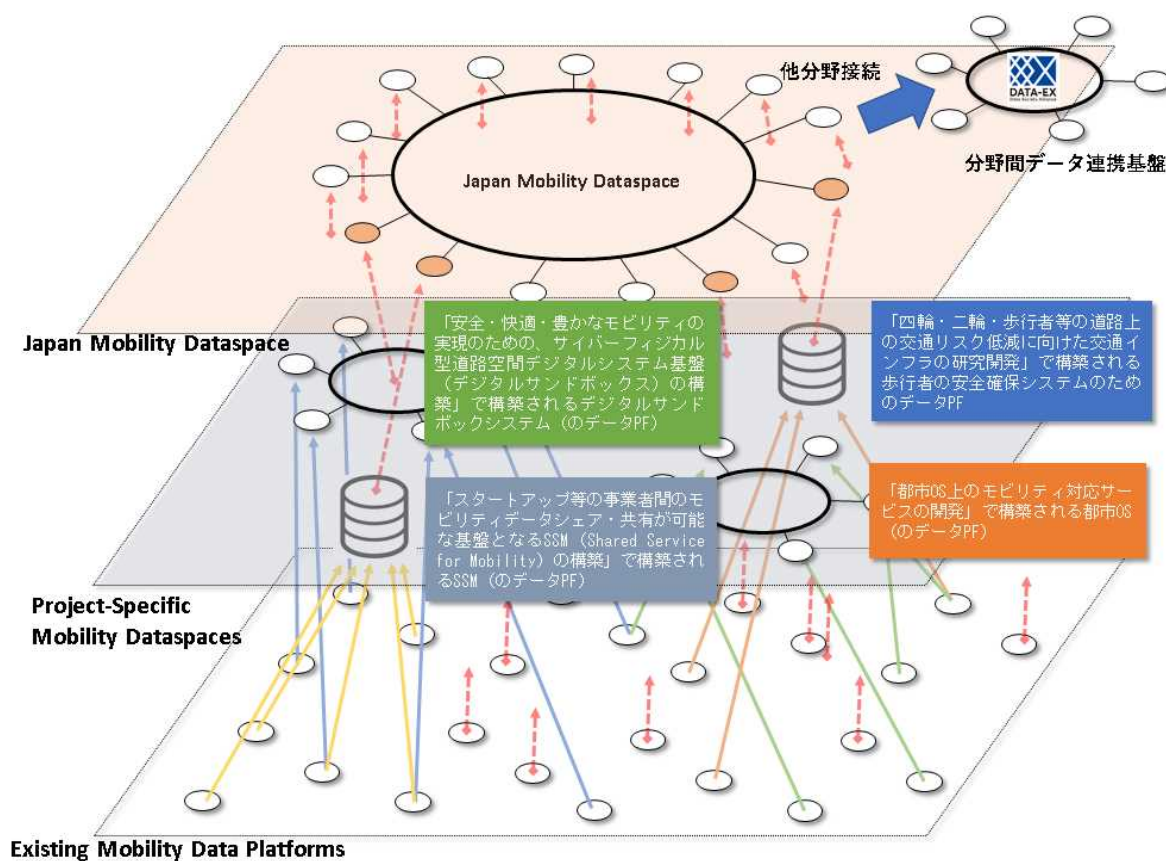 他分野接続
DATA-EX
分野間データ連携基盤
Japan Mobility Dataspace
Japan Mobility Dataspace
「安全・快適・豊かなモビリティの
実現のための、サイバーフィジカル
型道路空間デジタルシステム基盤
(デジタルサンドボックス)の構
築」で構築されるデジタルサンド
ボックスシステム(のデータPF)
「四輪・二輪・歩行者等の道路上
の交通リスク低減に向けた交通イ
ンフラの研究開発」で構築される
歩行者の安全確保システムのため
のデータPF
「スタートアップ等の事業者間のモ
ビリティデータシェア・共有が可能
な基盤となるSSM(Shared Service
for Mobility)の構築」で構築され
るSSM(のデータPF)
「都市OS上のモビリティ対応サー
ビスの開発」で構築される都市OS
(のデータPF)
Project-Specific
Mobility Dataspaces
Existing Mobility Data Platforms